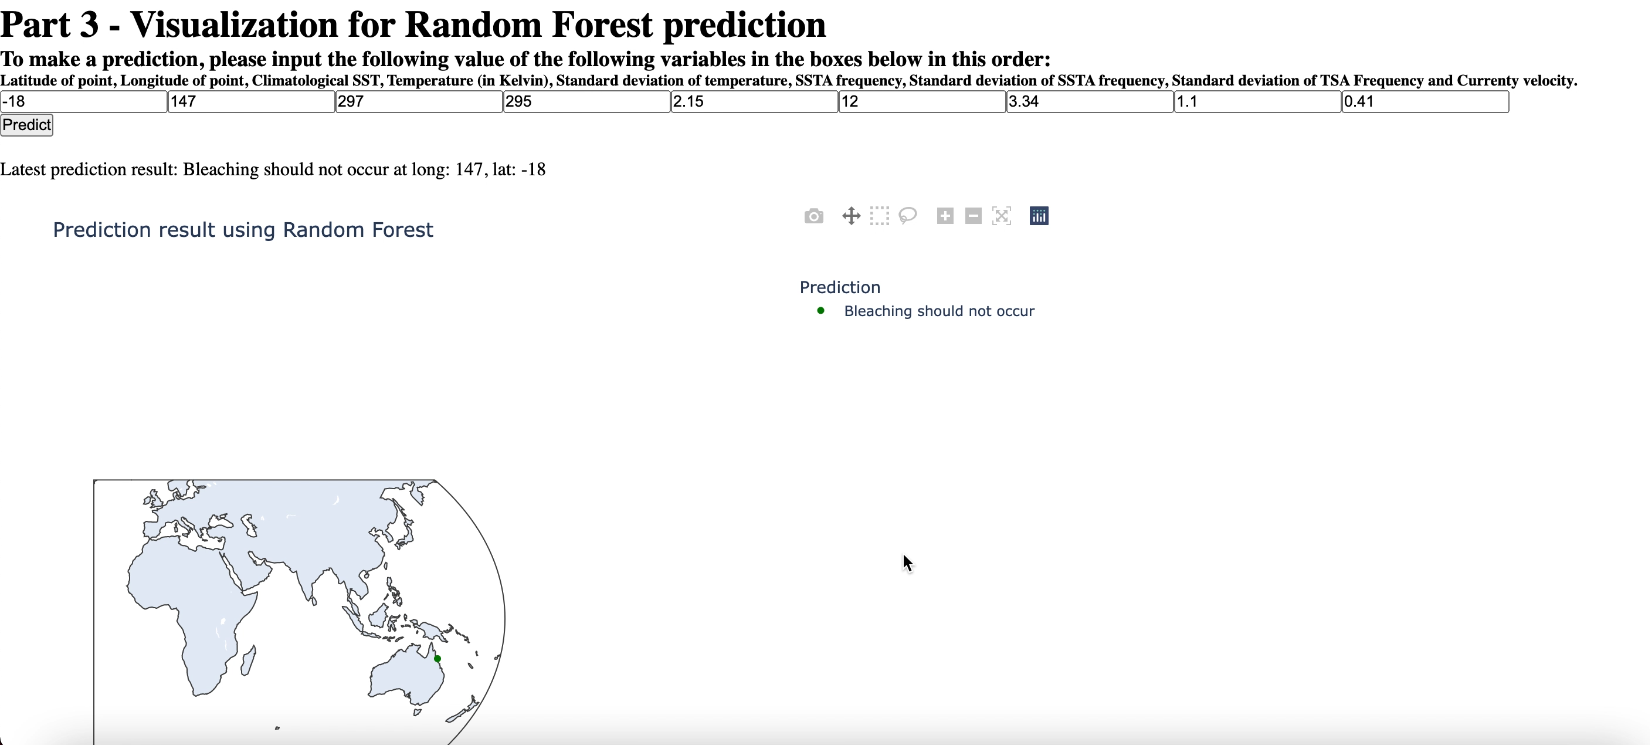 Part 3 - Visualization for Random Forest prediction
To make a prediction, please input the following value of the following variables in the boxes below in this order:
Latitude of point, Longitude of point, Climatological SST, Temperature (in Kelvin), Standard deviation of temperature, SSTA frequency, Standard deviation of SSTA frequency, Standard deviation of TSA Frequency and Currenty velocity.
-18 147 297 295 2.15 12 3.34 1.1 0.41
Predict
Latest prediction result: Bleaching should not occur at long: 147, lat: -18
Prediction result using Random Forest
Prediction
Bleaching should not occur